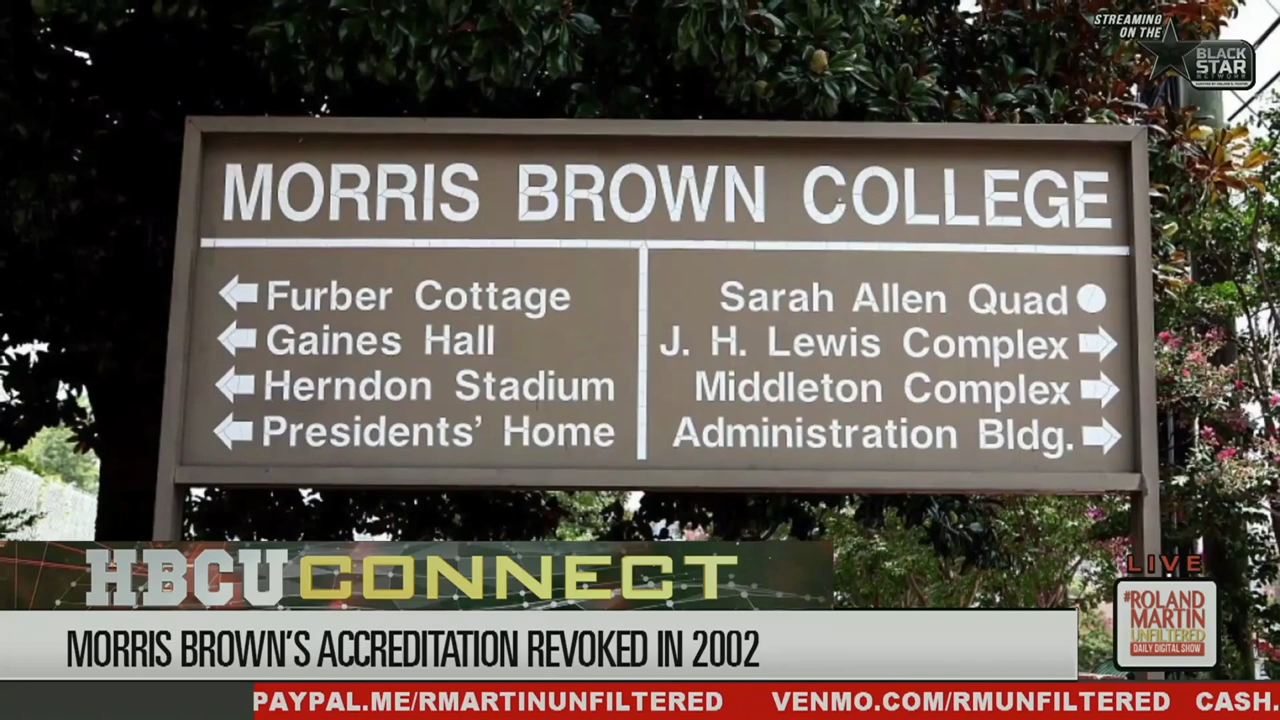 STREAMING
ON THE
BLACK
STAR
NETWORK
MORRIS BROWN COLLEGE
Furber Cottage
Gaines Hall
Herndon Stadium
Presidents' Home
Sarah Allen Quad
J. H. Lewis Complex
Middleton Complex
Administration Bldg.
HBCU CONNECT
MORRIS BROWN'S ACCREDITATION REVOKED IN 2002
LIVE
#ROLAND
MARTIN
UNFILTERED
DAILY DIGITAL SHOW
PAYPAL.ME/RMARTINUNFILTERED VENMO.COM/RMUNFILTERED CASH.